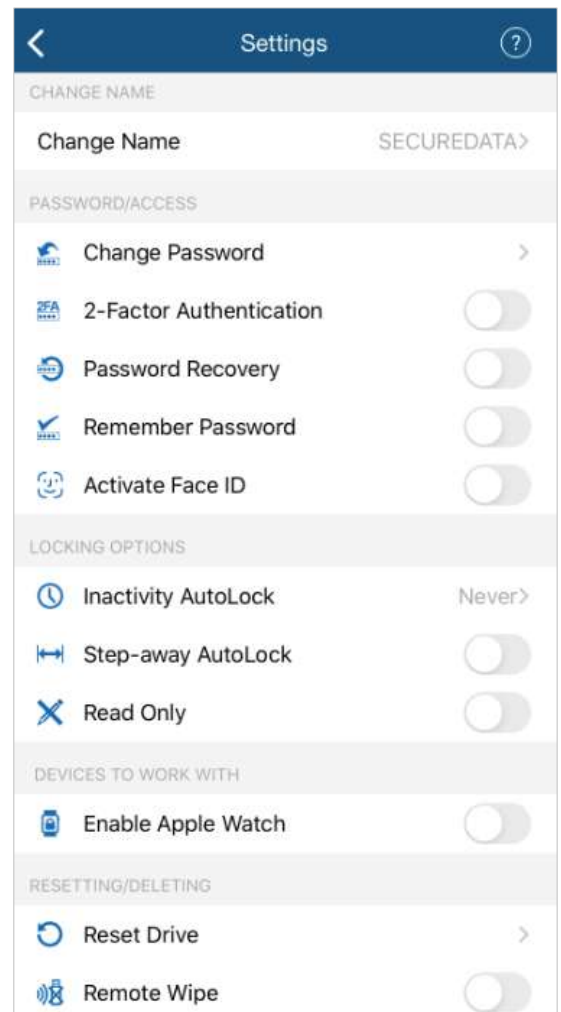 Settings
?
CHANGE NAME
Change Name SECUREDATA>
PASSWORD/ACCESS
Change Password >
2FA 2-Factor Authentication
Password Recovery
Remember Password
Activate Face ID
LOCKING OPTIONS
Inactivity AutoLock Never>
Step-away AutoLock
Read Only
DEVICES TO WORK WITH
Enable Apple Watch
RESETTING/DELETING
Reset Drive >
Remote Wipe